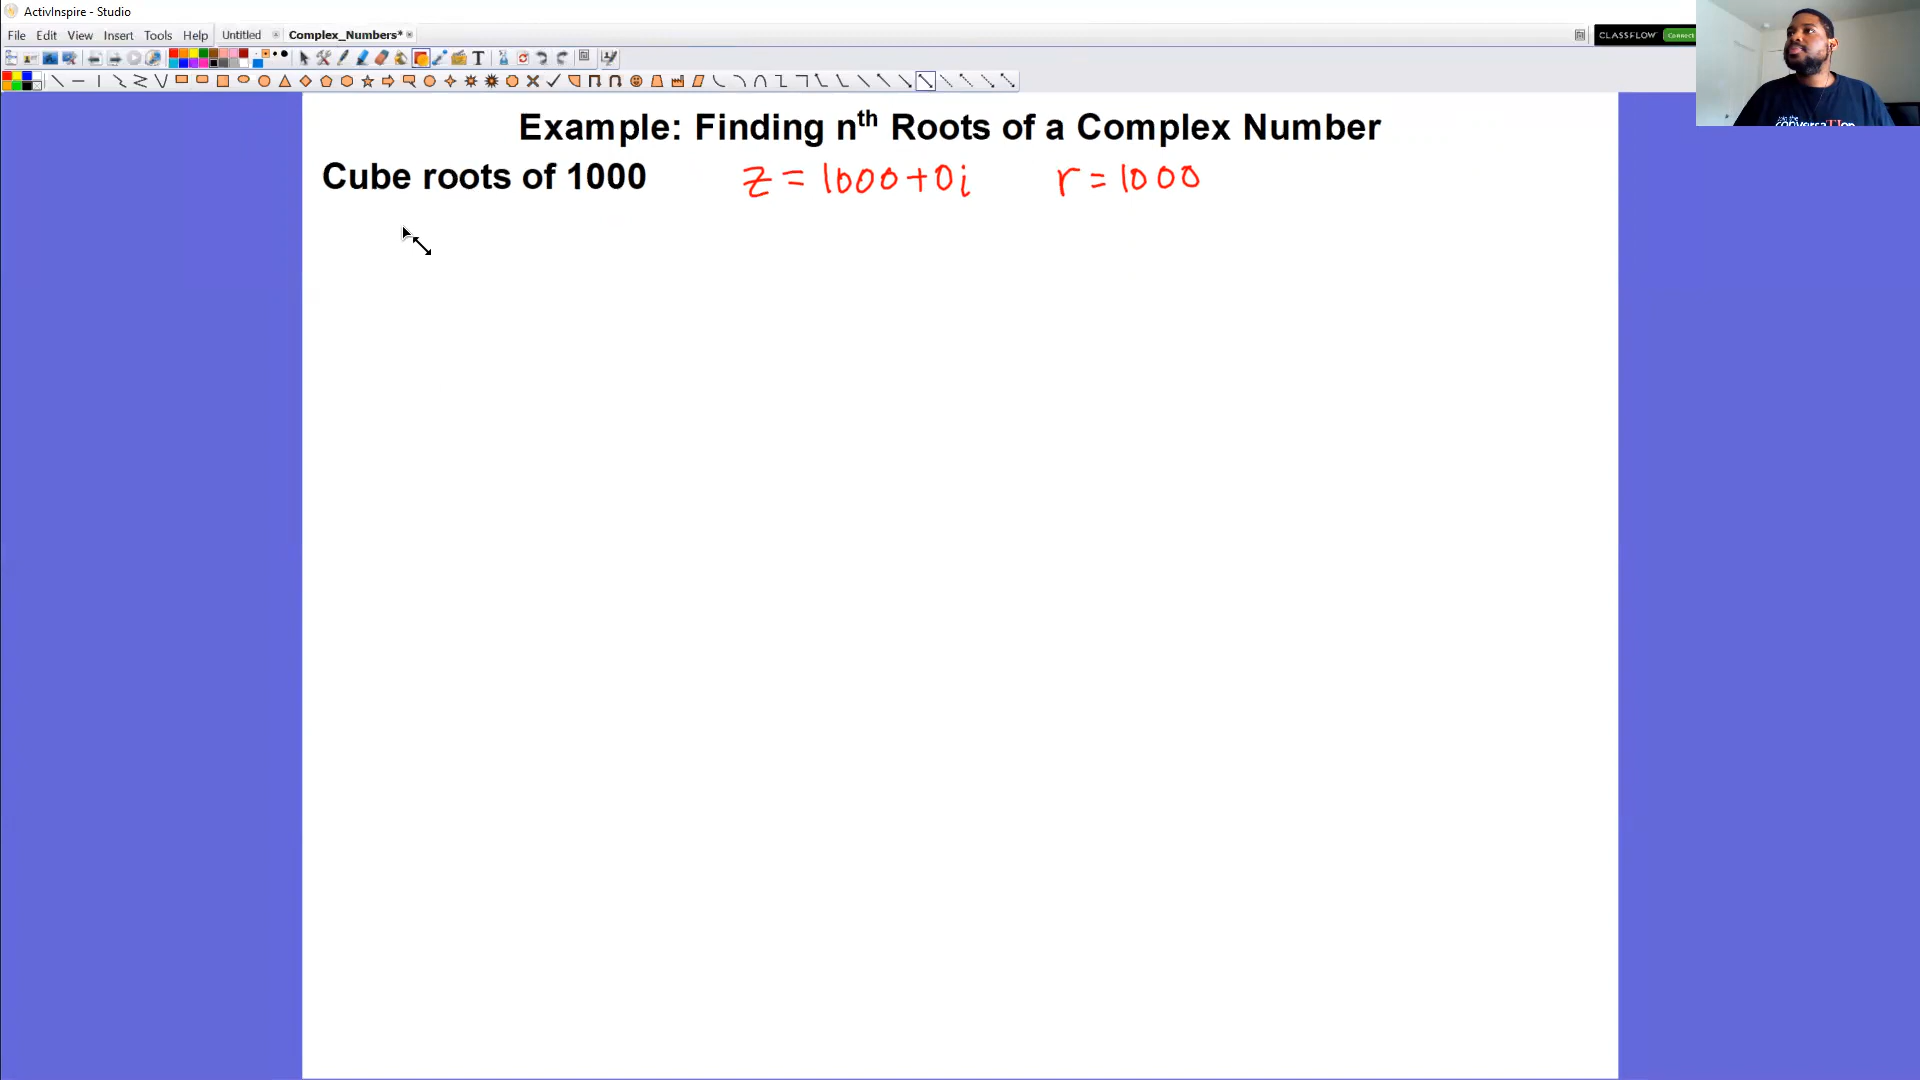 ActivInspire - Studio
File Edit View Insert Tools Help Untitled Complex_Numbers*
CLASSFLOW Connect
Example: Finding nth Roots of a Complex Number
Cube roots of 1000 z = 1000+0i r = 1000